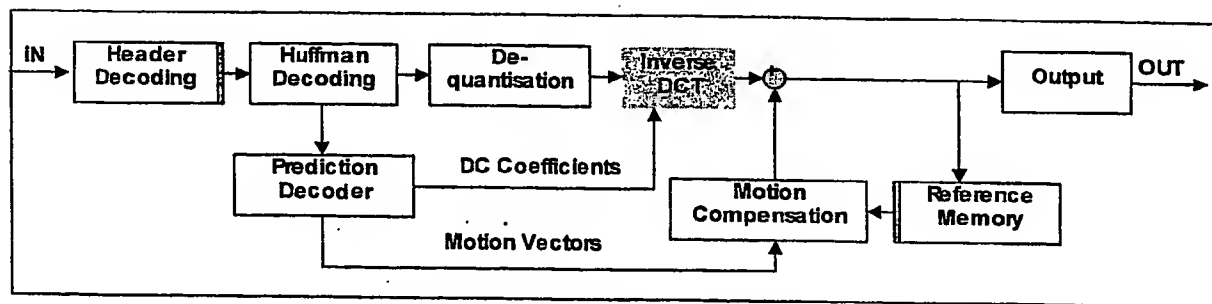 IN
Header
Decoding
Huffman
Decoding
De-
quantisation
Inverse
DCT
+
Output
OUT
Prediction
Decoder
DC Coefficients
Motion
Compensation
Reference
Memory
Motion Vectors